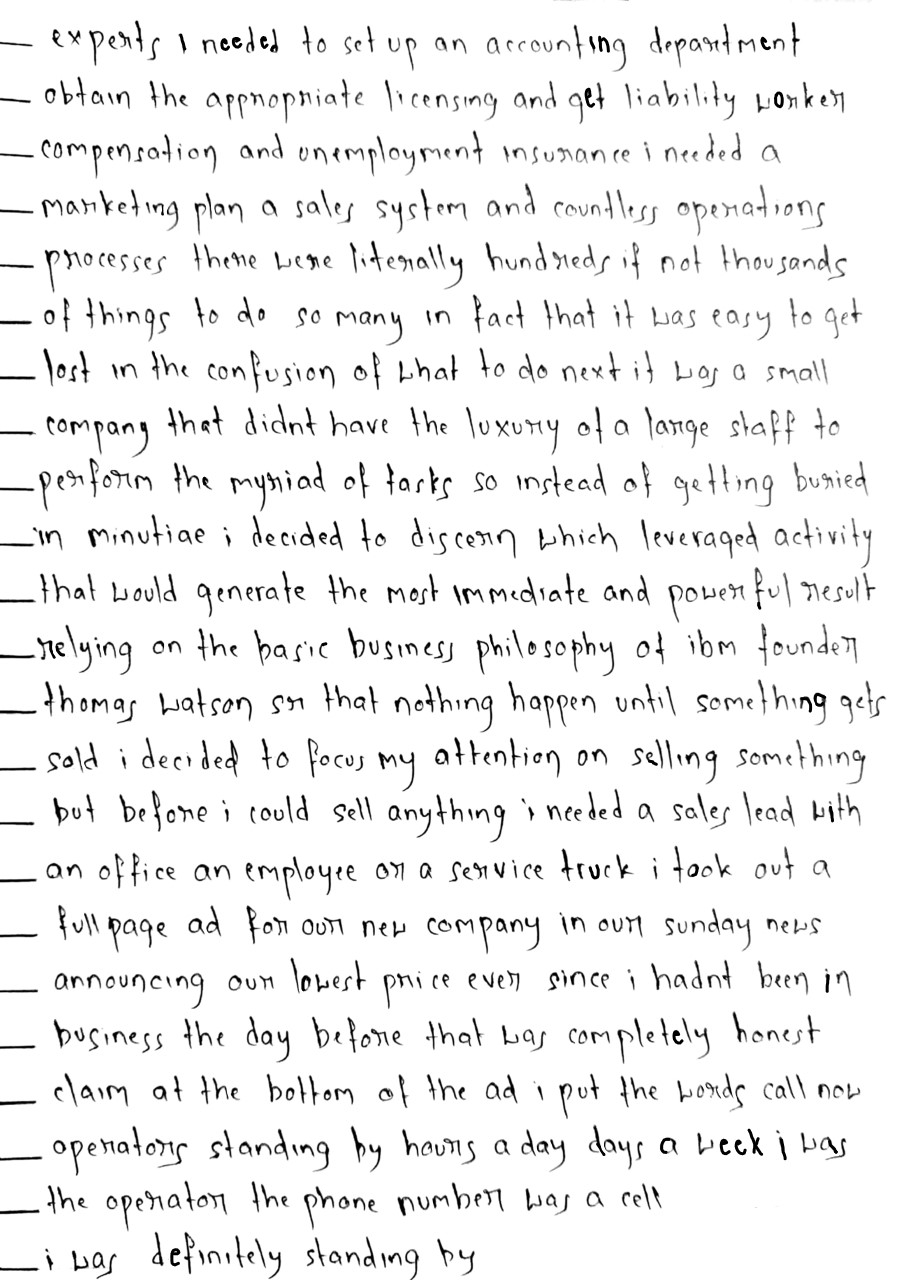 experts i needed to set up an accounting department
obtain the appropriate licensing and get liability worker
compensation and unemployment insurance i needed a
marketing plan a sales system and countless operations
processes there were literally hundreds if not thousands
of things to do so many in fact that it was easy to get
lost in the confusion of what to do next it was a small
company that didnt have the luxury of a large staff to
perform the myriad of tasks so instead of getting buried
in minutiae i decided to discern which leveraged activity
that would generate the most immediate and powerful result
relying on the basic business philosophy of ibm founder
thomas watson sr that nothing happen until something gets
sold i decided to focus my attention on selling something
but before i could sell anything i needed a sales lead with
an office an employee or a service truck i took out a
full page ad for our new company in our sunday news
announcing our lowest price ever since i hadnt been in
business the day before that was completely honest
claim at the bottom of the ad i put the words call now
operators standing by hours a day days a week i was
the operator the phone number was a cell
i was definitely standing by